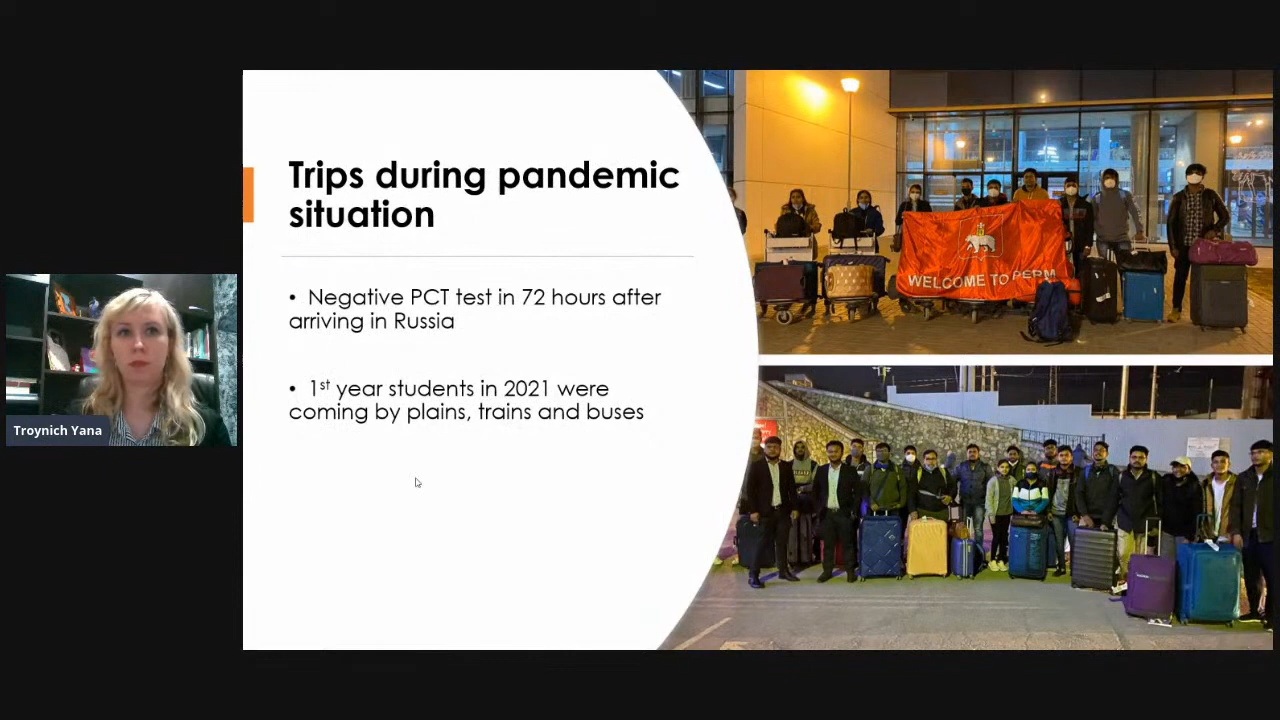 Trips during pandemic
situation
• Negative PCT test in 72 hours after
arriving in Russia
• 1st year students in 2021 were
coming by plains, trains and buses
Troynich Yana
WELCOME TO PERM